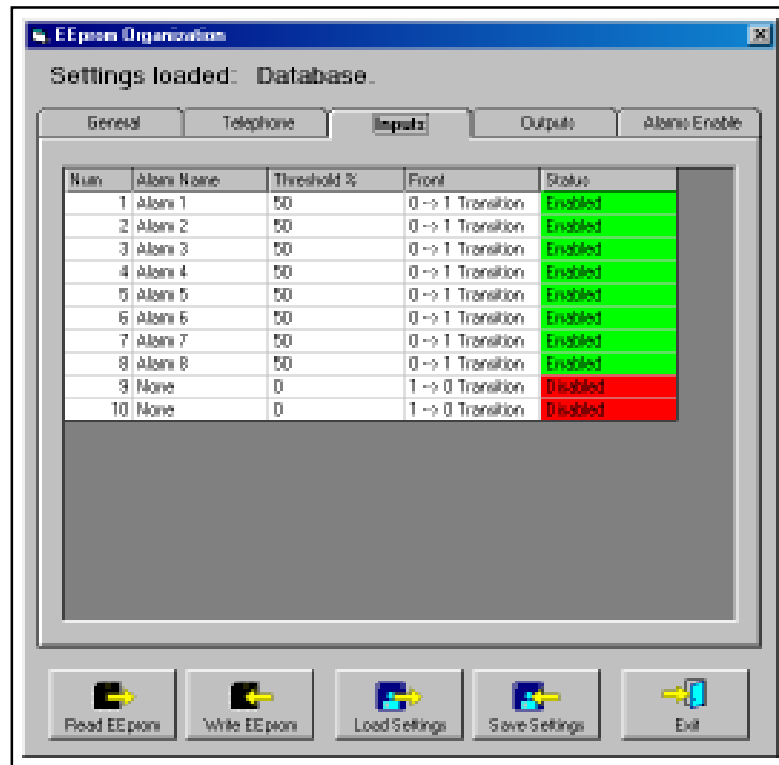 EEprom Organization
Settings loaded: Database.
General Telephone Inputs Outputs Alarms Enable
Num Alarm Name Threshold % Front Status
1 Alarm 1 50 0 -> 1 Transition Enabled
2 Alarm 2 50 0 -> 1 Transition Enabled
3 Alarm 3 50 0 -> 1 Transition Enabled
4 Alarm 4 50 0 -> 1 Transition Enabled
5 Alarm 5 50 0 -> 1 Transition Enabled
6 Alarm 6 50 0 -> 1 Transition Enabled
7 Alarm 7 50 0 -> 1 Transition Enabled
8 Alarm 8 50 0 -> 1 Transition Enabled
9 None 0 1 -> 0 Transition Disabled
10 None 0 1 -> 0 Transition Disabled
Read EEprom Write EEprom Load Settings Save Settings Exit